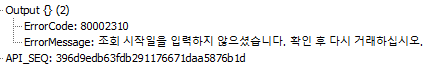 Output {} (2)
ErrorCode: 80002310
ErrorMessage: 조회 시작일을 입력하지 않으셨습니다. 확인 후 다시 거래하십시오.
API_SEQ: 396d9edb63fdb291176671daa5876b1d